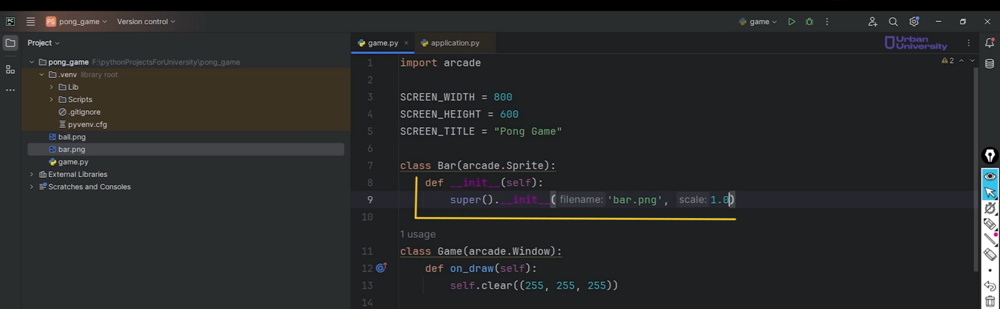 PC
PG pong_game
Version control
game
Project
game.py
application.py
Urban
University
pong_game F:\pythonProjectsForUniversity\pong_game
.venv library root
Lib
Scripts
.gitignore
pyvenv.cfg
ball.png
bar.png
game.py
External Libraries
Scratches and Consoles
2
1 import arcade
2
3 SCREEN_WIDTH = 800
4 SCREEN_HEIGHT = 600
5 SCREEN_TITLE = "Pong Game"
6
7 class Bar(arcade.Sprite):
8 def __init__(self):
9 super().__init__( filename: 'bar.png', scale: 1.0)
10
1 usage
11 class Game(arcade.Window):
12 def on_draw(self):
13 self.clear((255, 255, 255))
14